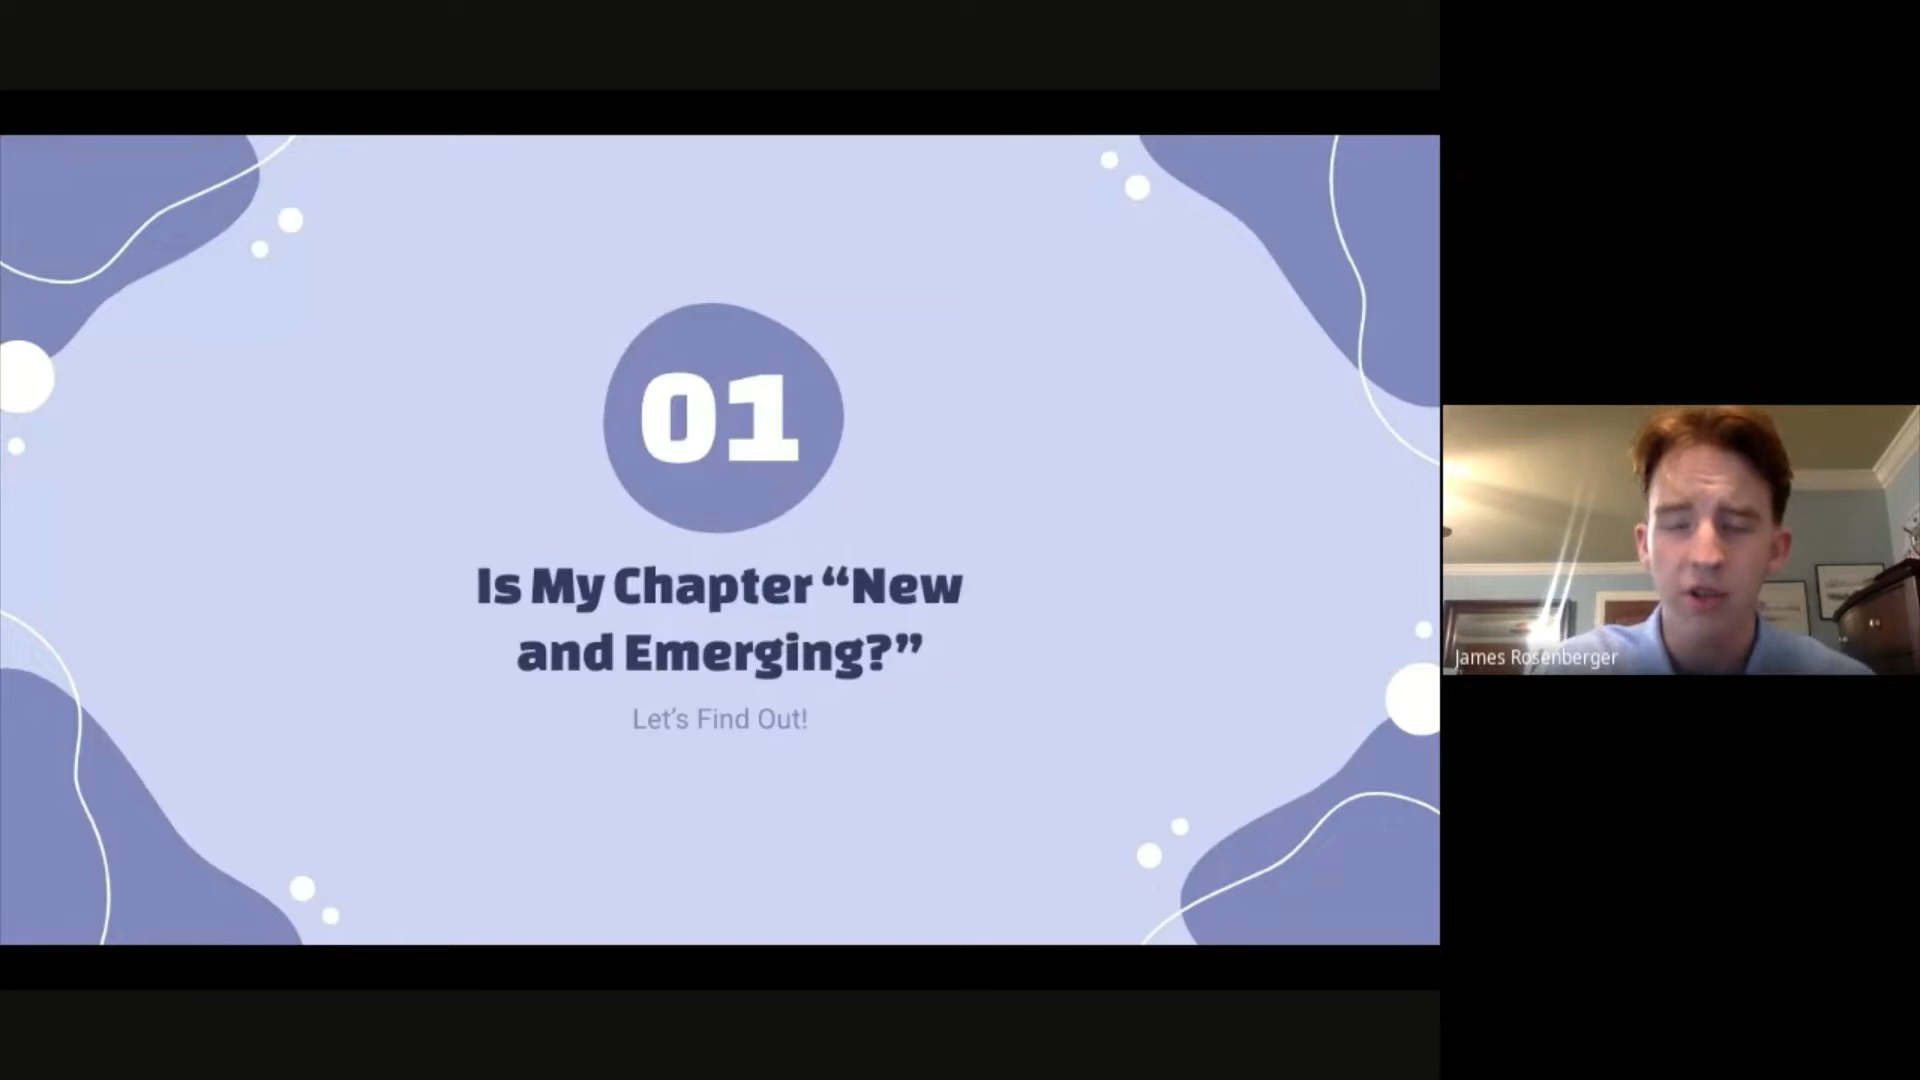 01
Is My Chapter “New
and Emerging?”
Let’s Find Out!
James Rosenberger